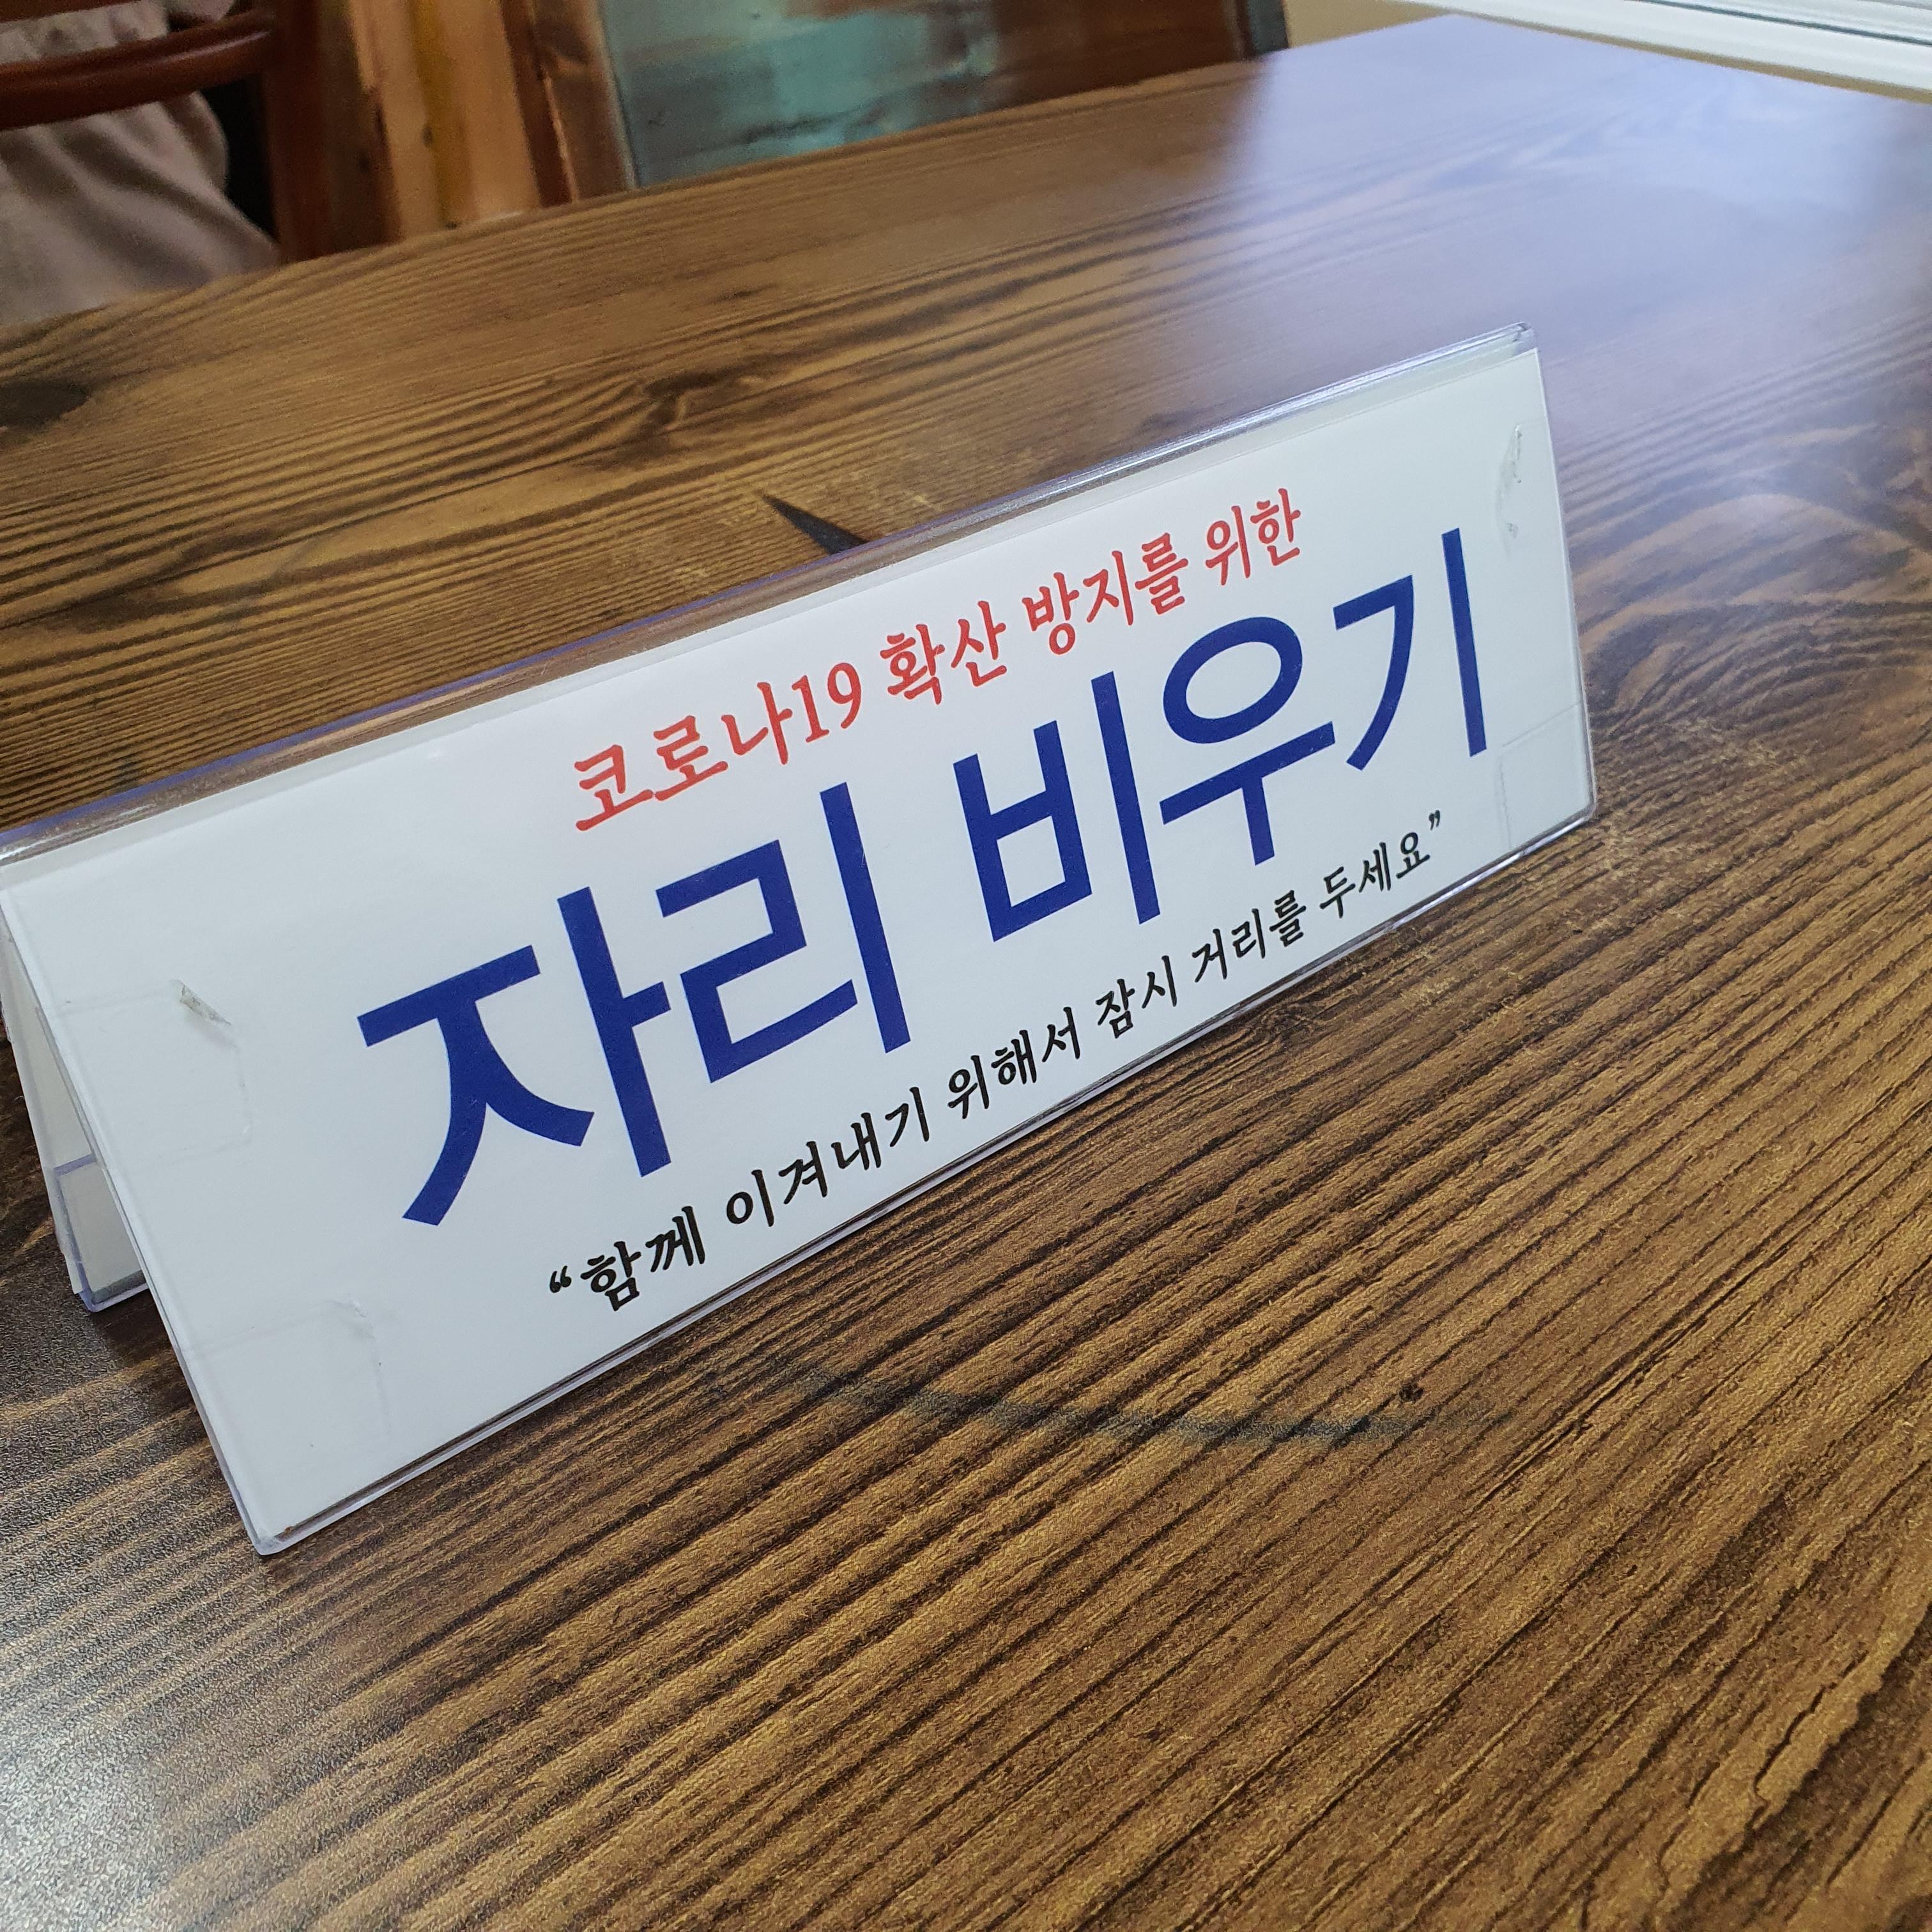 코로나19 확산 방지를 위한
자리 비우기
“함께 이겨내기 위해서 잠시 거리를 두세요”